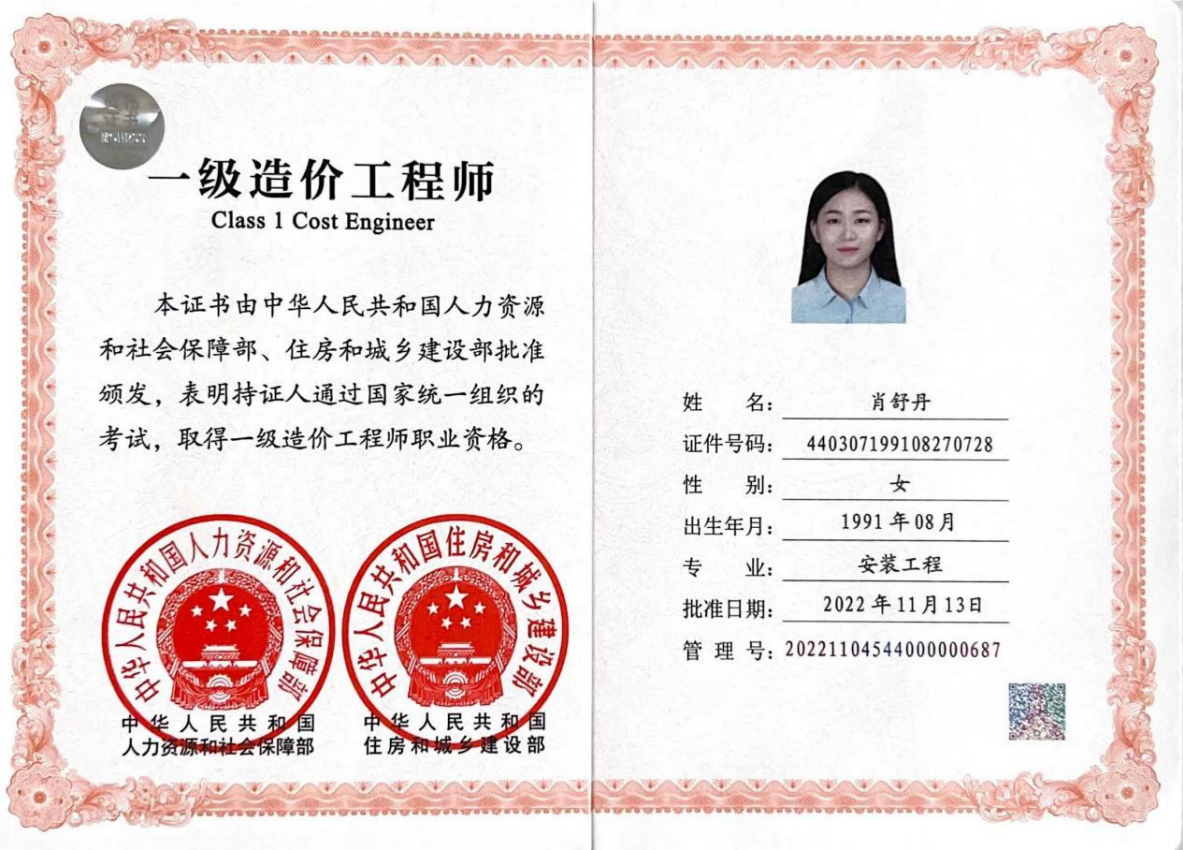 一级造价工程师
Class 1 Cost Engineer
本证书由中华人民共和国人力资源
和社会保障部、住房和城乡建设部批准
颁发，表明持证人通过国家统一组织的
考试，取得一级造价工程师职业资格。
中华人民共和国人力资源和社会保障部
中华人民共和国
人力资源和社会保障部
中华人民共和国住房和城乡建设部
中华人民共和国
住房和城乡建设部
姓名：肖舒丹
证件号码：440307199108270728
性别：女
出生年月：1991年08月
专业：安装工程
批准日期：2022年11月13日
管理号：20221104544000000687